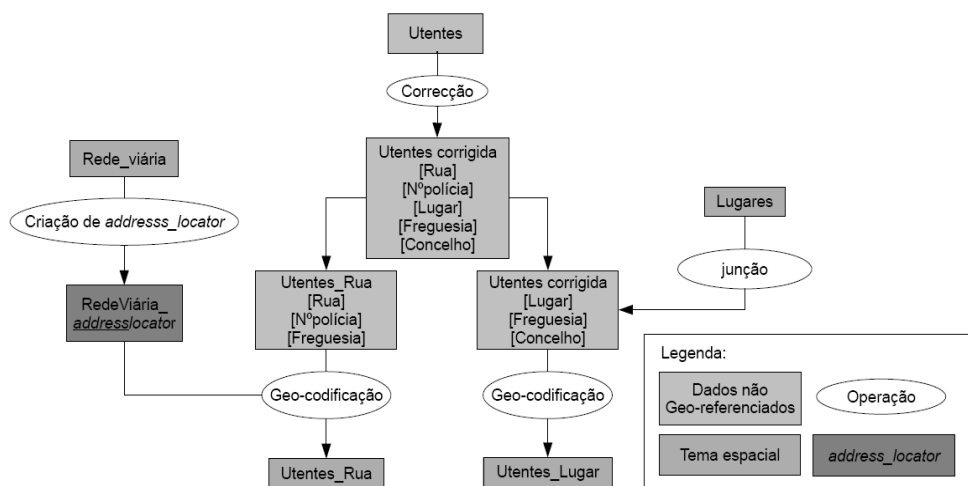 Utentes
Correcção
Utentes corrigida
[Rua]
[Nºpolícia]
[Lugar]
[Freguesia]
[Concelho]
Rede_viária
Criação de addresss_locator
RedeViária_
addresslocator
Lugares
junção
Utentes_Rua
[Rua]
[Nºpolícia]
[Freguesia]
Utentes corrigida
[Lugar]
[Freguesia]
[Concelho]
Geo-codificação
Geo-codificação
Utentes_Rua
Utentes_Lugar
Legenda:
Dados não
Geo-referenciados
Operação
Tema espacial
address_locator